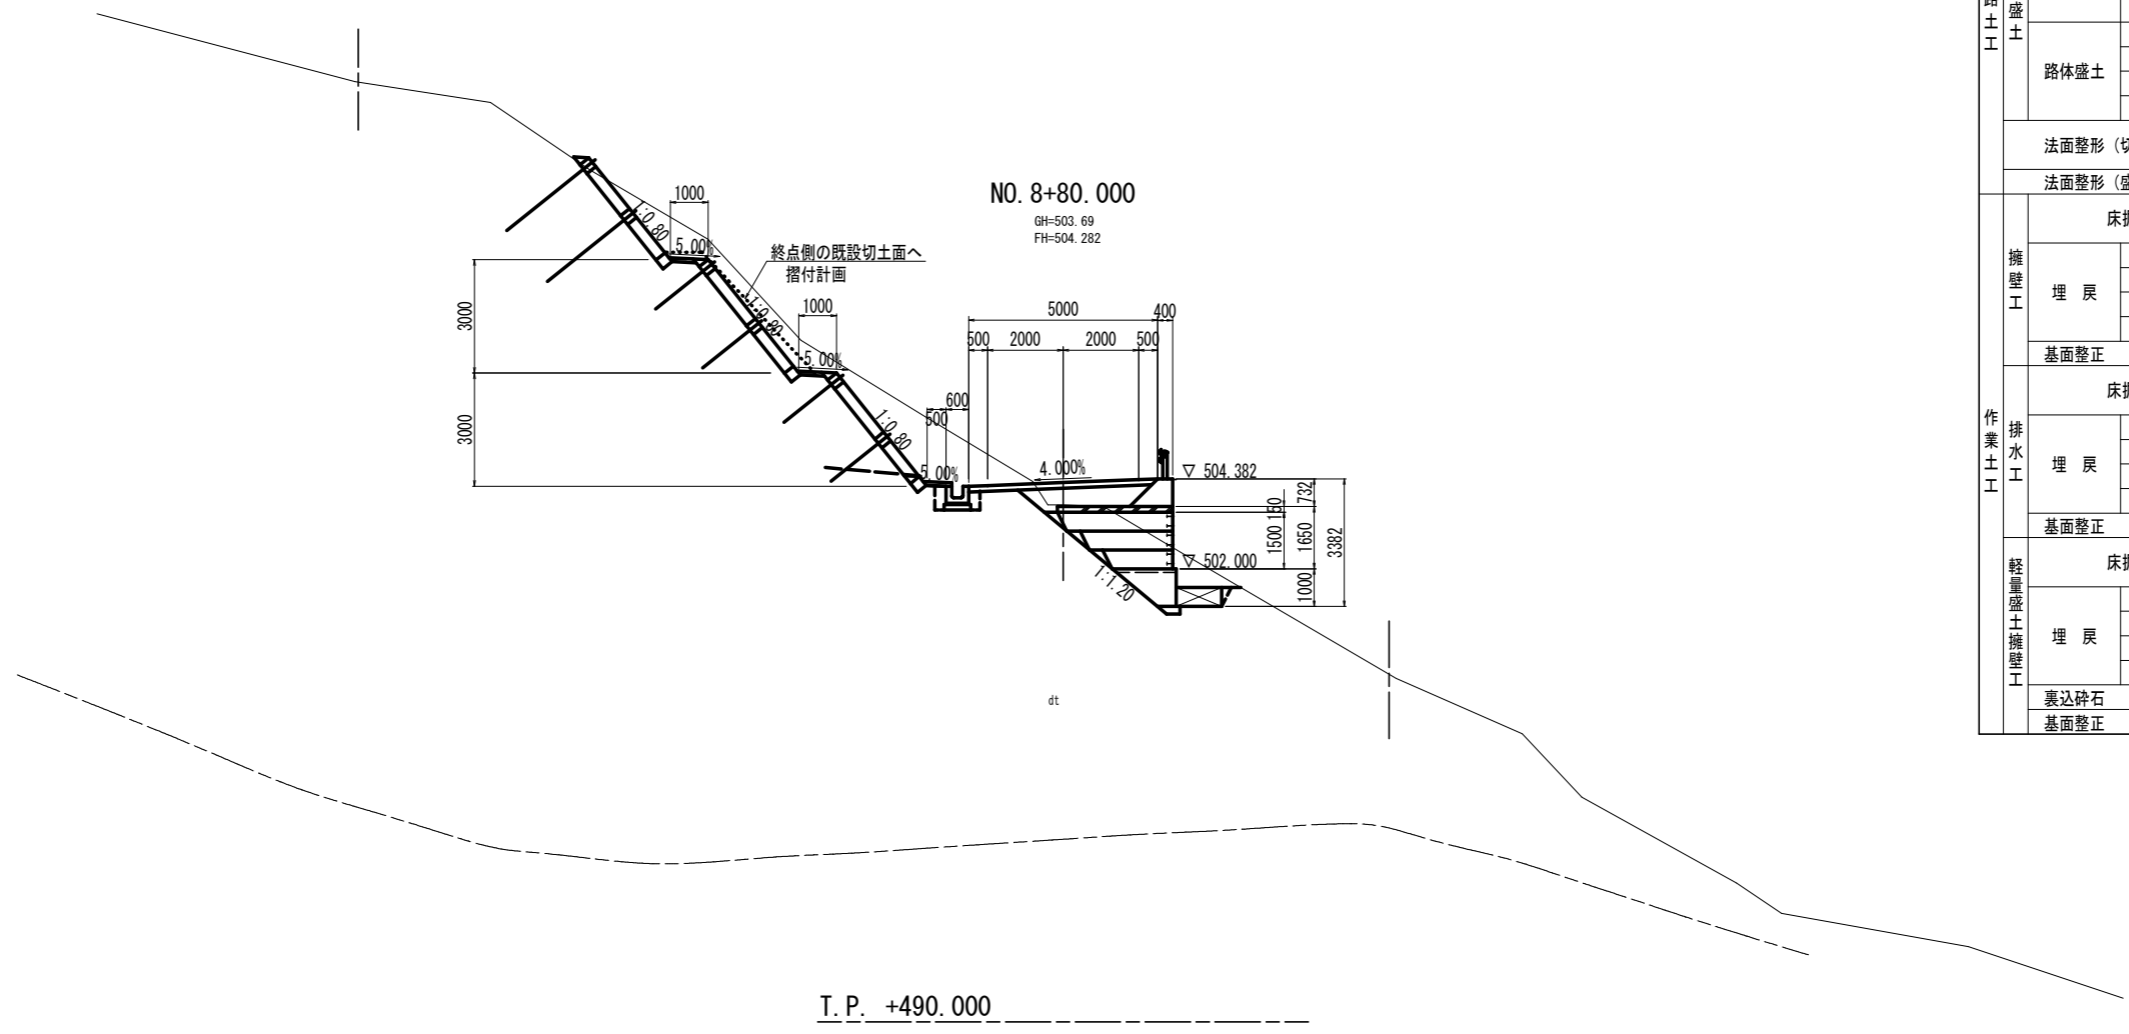 NO. 8+80.000
GH=503.69
FH=504.282
1000
1:0.80
5.00%
終点側の既設切土面へ
摺付計画
3000
1:0.80
1000
5.00%
3000
1:0.80
500
600
5.00%
5000
400
500
2000
2000
500
4.000%
▽ 504.382
732
150
1500
1650
3382
▽ 502.000
1000
1:1.20
dt
T.P. +490.000
土工
盛土
路体盛土
法面整形
法面整形
作業土工
擁壁工
埋 戻
基面整正
排水工
埋 戻
基面整正
軽量盛土擁壁工
埋 戻
裏込砕石
基面整正